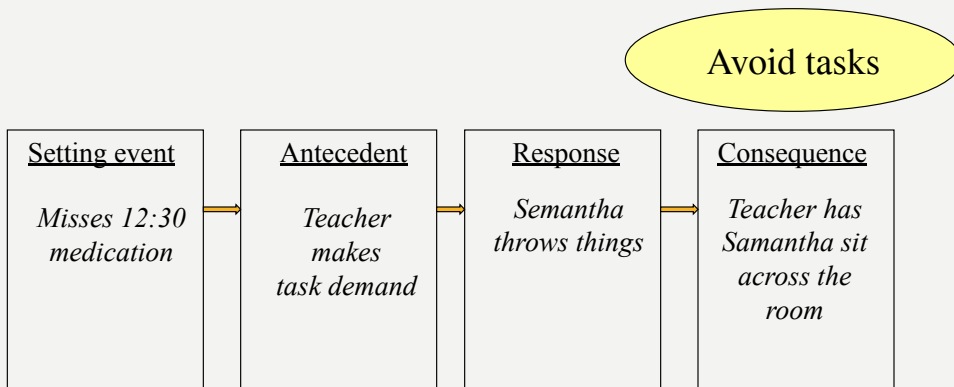 Avoid tasks
Setting event
Misses 12:30
medication
Antecedent
Teacher
makes
task demand
Response
Semantha
throws things
Consequence
Teacher has
Samantha sit
across the
room